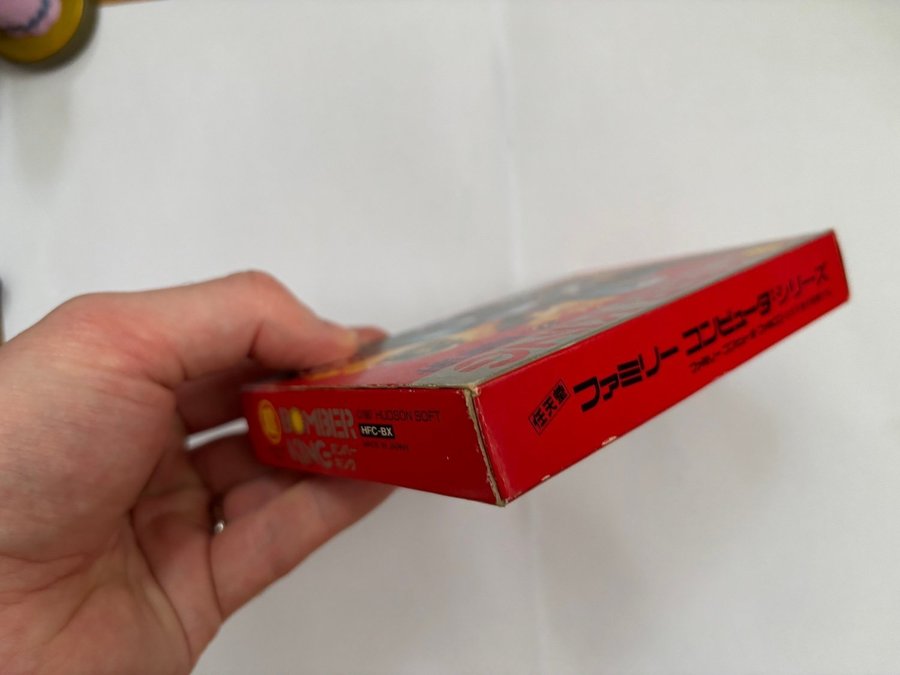 BOMBER
KING
ボンバー
キング
HUDSON SOFT
HFC-BX
MADE IN JAPAN
任天堂
ファミリー コンピュータ シリーズ